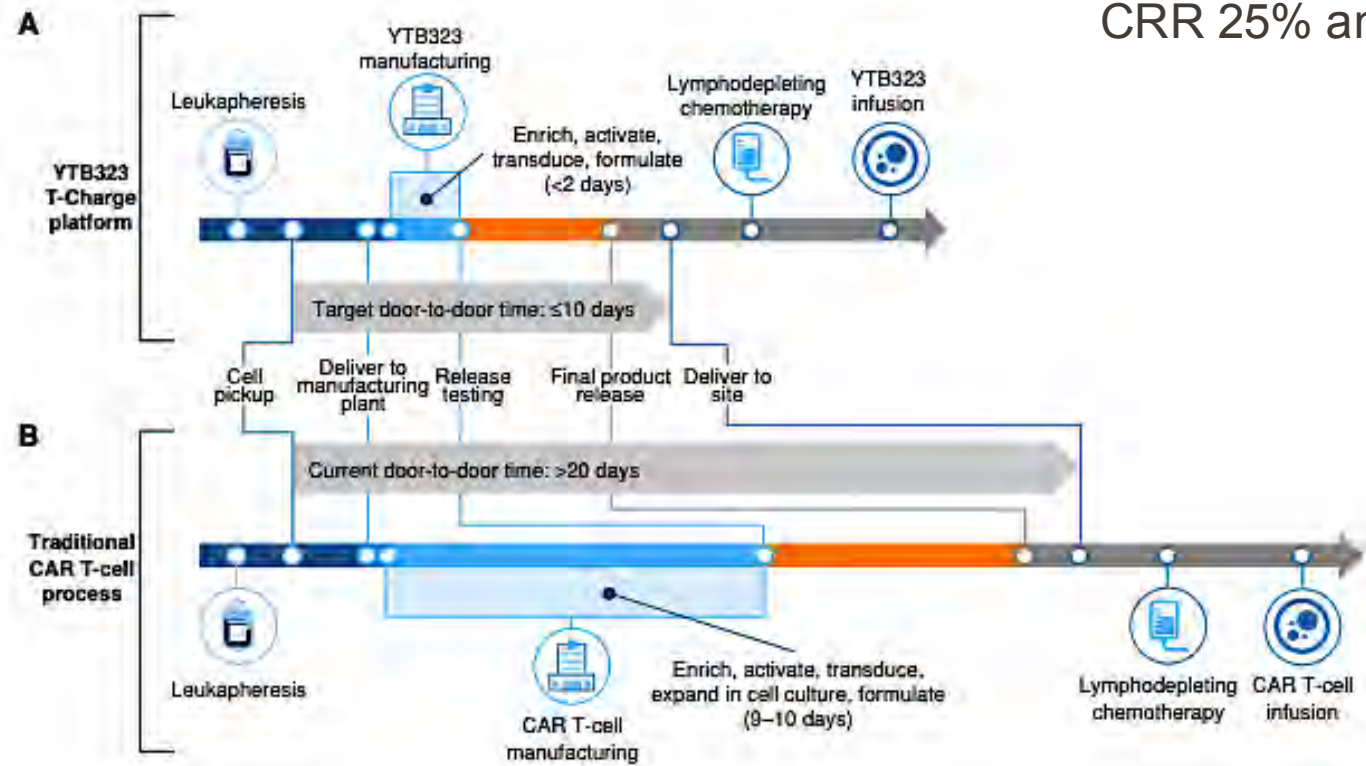 CRR 25% an
A
YTB323
manufacturing
Leukapheresis
Enrich, activate,
transduce, formulate
(<2 days)
Lymphodepleting
chemotherapy
YTB323
infusion
YTB323
T-Charge
platform
Target door-to-door time: ≤10 days
Cell
pickup
Deliver to
manufacturing
plant
Release
testing
Final product
release
Deliver to
site
B
Current door-to-door time: >20 days
Traditional
CAR T-cell
process
Leukapheresis
CAR T-cell
manufacturing
Enrich, activate, transduce,
expand in cell culture, formulate
(9–10 days)
Lymphodepleting
chemotherapy
CAR T-cell
infusion